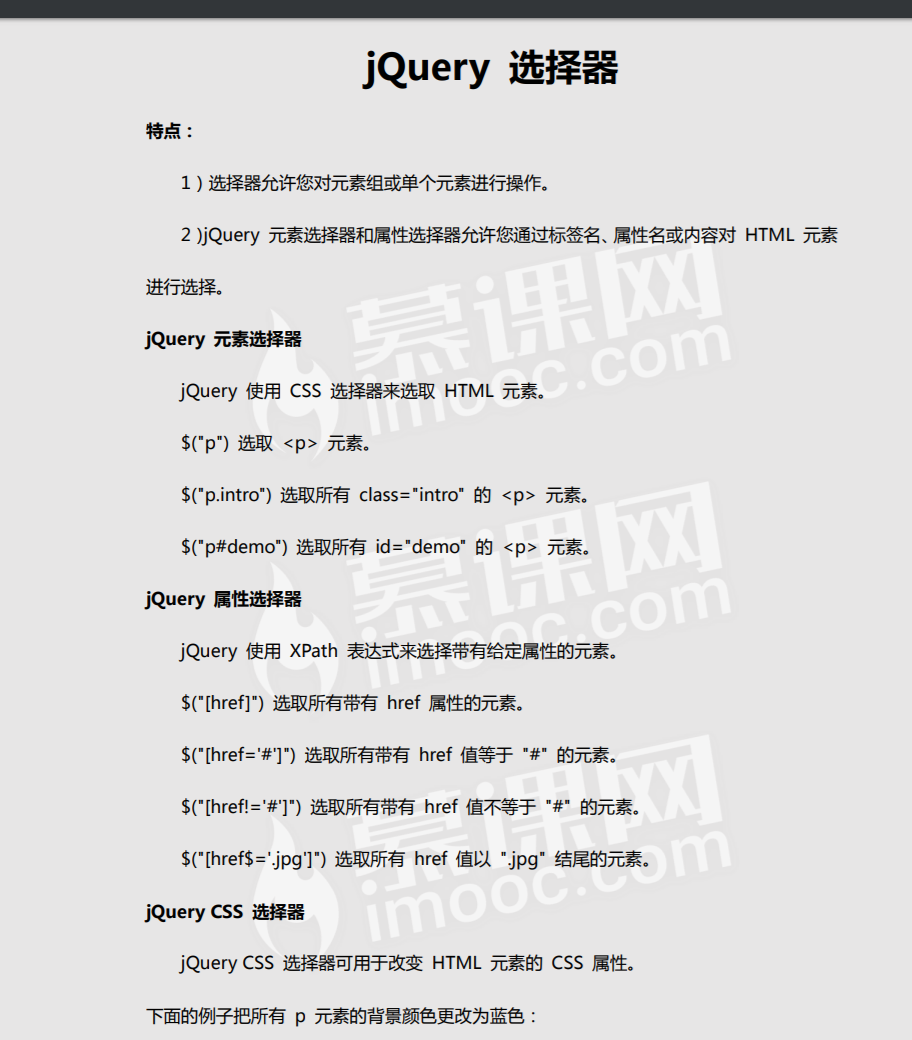 jQuery 选择器
特点：
1）选择器允许您对元素组或单个元素进行操作。
2）jQuery 元素选择器和属性选择器允许您通过标签名、属性名或内容对 HTML 元素
进行选择。
jQuery 元素选择器
jQuery 使用 CSS 选择器来选取 HTML 元素。
$("p") 选取 <p> 元素。
$("p.intro") 选取所有 class="intro" 的 <p> 元素。
$("p#demo") 选取所有 id="demo" 的 <p> 元素。
jQuery 属性选择器
jQuery 使用 XPath 表达式来选择带有给定属性的元素。
$("[href]") 选取所有带有 href 属性的元素。
$("[href='#']") 选取所有带有 href 值等于 "#" 的元素。
$("[href!='#']") 选取所有带有 href 值不等于 "#" 的元素。
$("[href$='.jpg']") 选取所有 href 值以 ".jpg" 结尾的元素。
jQuery CSS 选择器
jQuery CSS 选择器可用于改变 HTML 元素的 CSS 属性。
下面的例子把所有 p 元素的背景颜色更改为蓝色：
慕课网
imooc.com
慕课网
imooc.com
慕课网
imooc.com